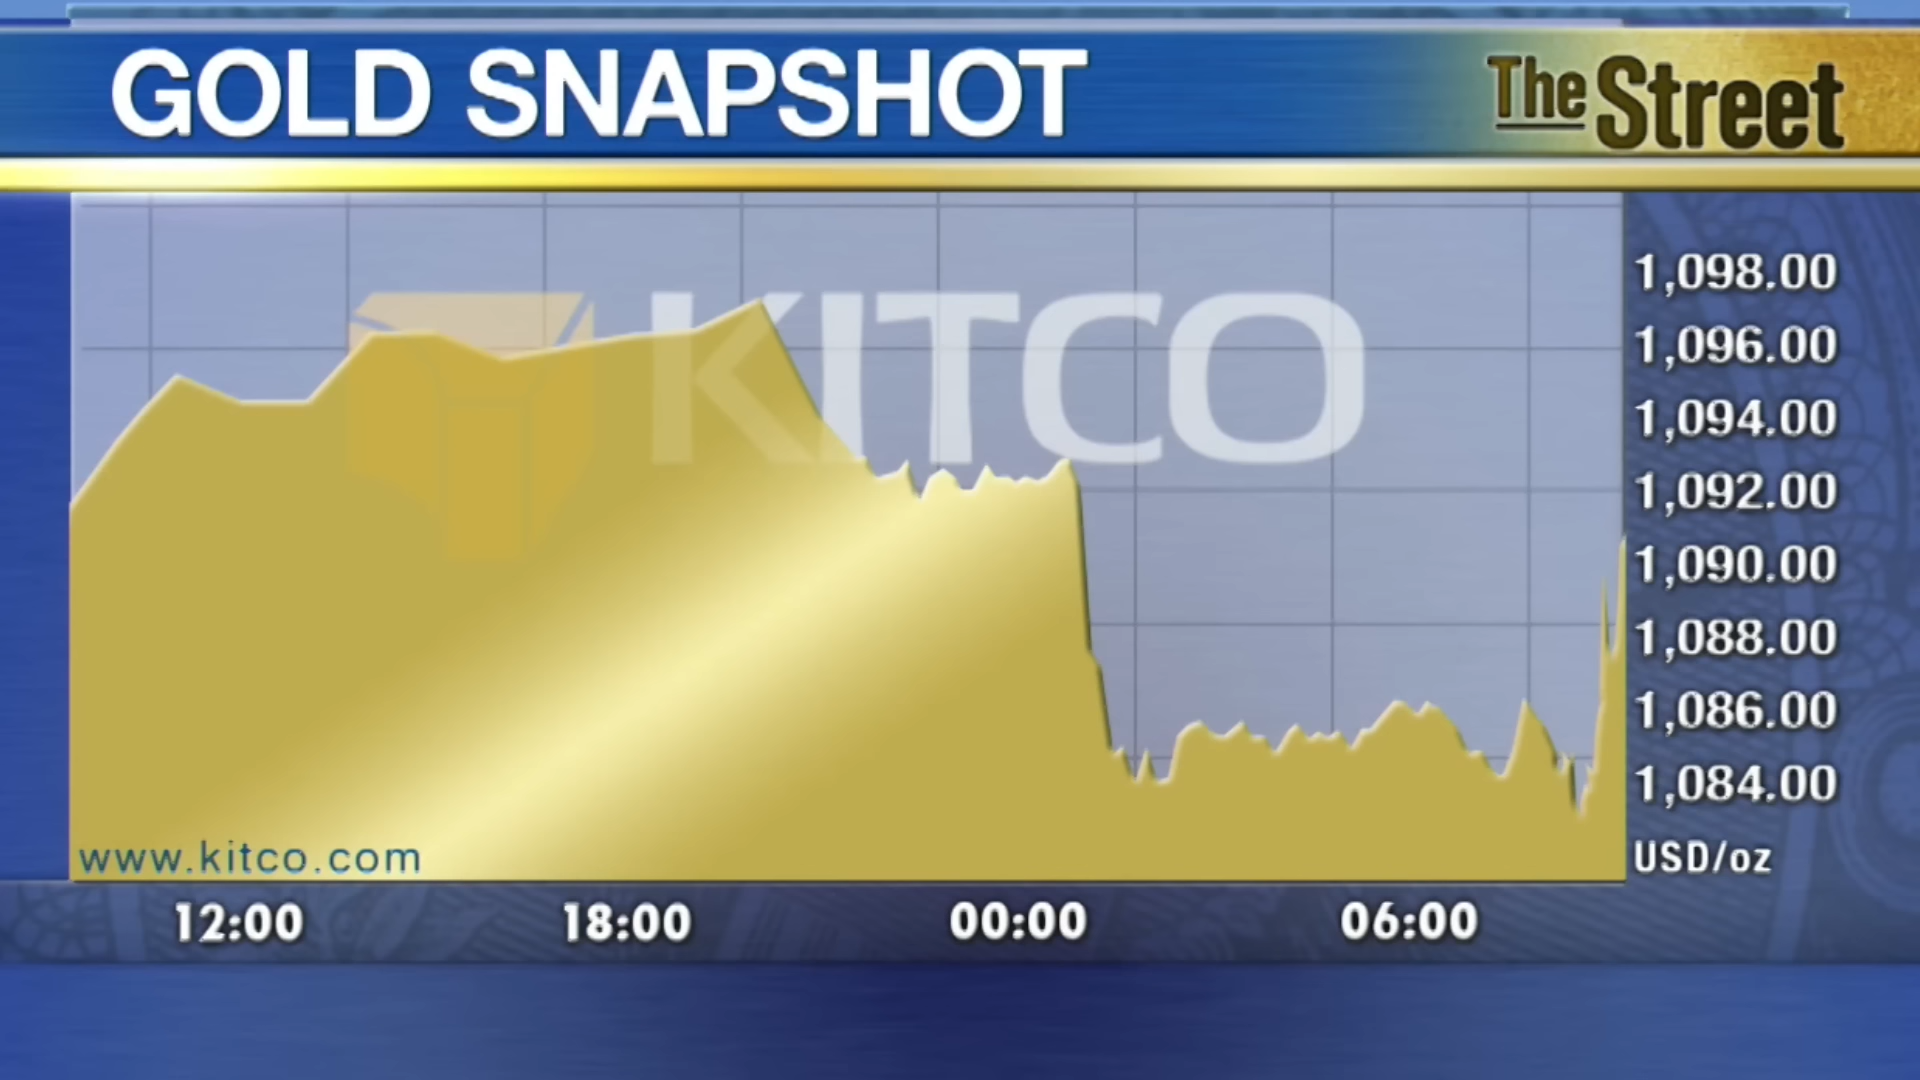 GOLD SNAPSHOT
The Street
KITCO
1,098.00
1,096.00
1,094.00
1,092.00
1,090.00
1,088.00
1,086.00
1,084.00
USD/oz
www.kitco.com
12:00 18:00 00:00 06:00